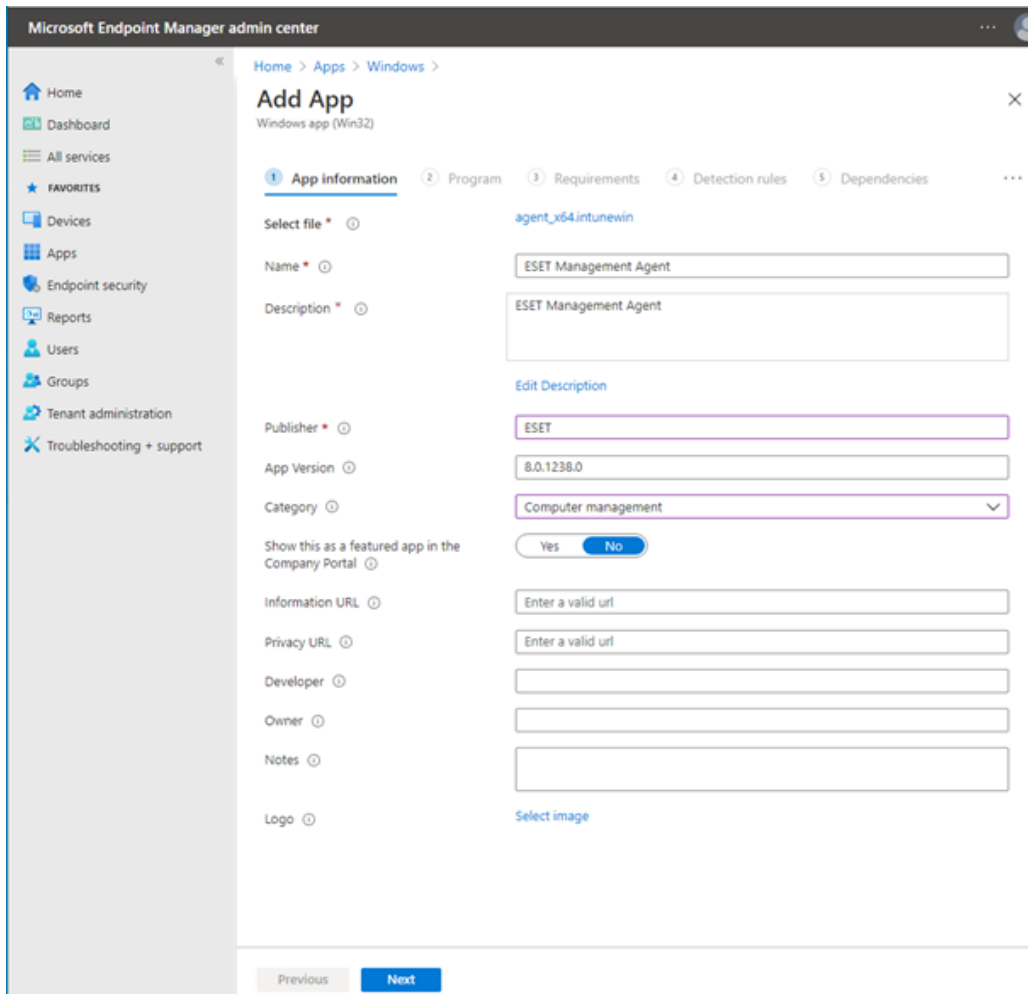 Microsoft Endpoint Manager admin center
Home
Dashboard
All services
FAVORITES
Devices
Apps
Endpoint security
Reports
Users
Groups
Tenant administration
Troubleshooting + support
Home > Apps > Windows >
Add App
Windows app (Win32)
1 App information 2 Program 3 Requirements 4 Detection rules 5 Dependencies ...
Select file * agent_x64.intunewin
Name * ESET Management Agent
Description * ESET Management Agent
Edit Description
Publisher * ESET
App Version 8.0.1238.0
Category Computer management
Show this as a featured app in the
Company Portal Yes No
Information URL Enter a valid url
Privacy URL Enter a valid url
Developer
Owner
Notes
Logo Select image
Previous Next